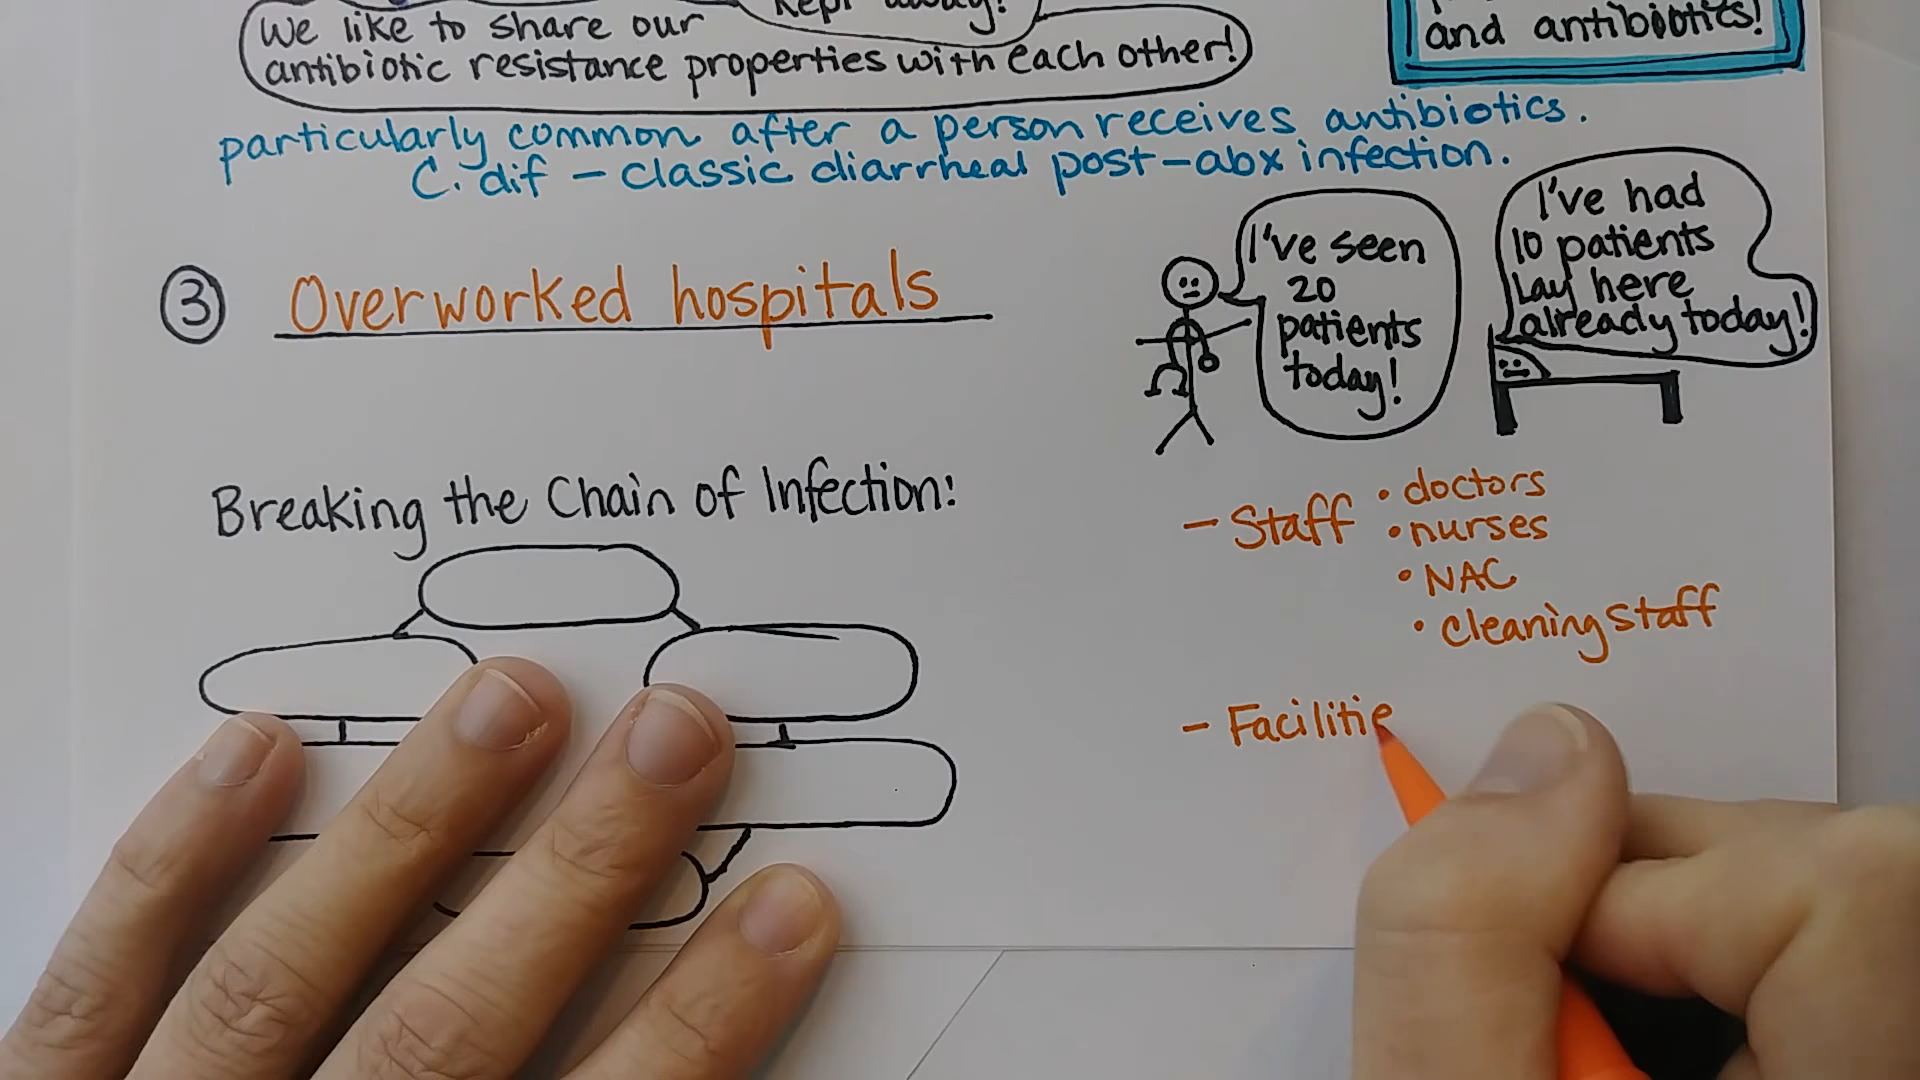 kept away!
We like to share our
antibiotic resistance properties with each other!
and antibiotics!
particularly common after a person receives antibiotics.
C. dif – classic diarrheal post-abx infection.
3 Overworked hospitals
I've seen
20
patients
today!
I've had
10 patients
lay here
already today!
Breaking the Chain of Infection:
– Staff
• doctors
• nurses
• NAC
• cleaning staff
– Facilitie